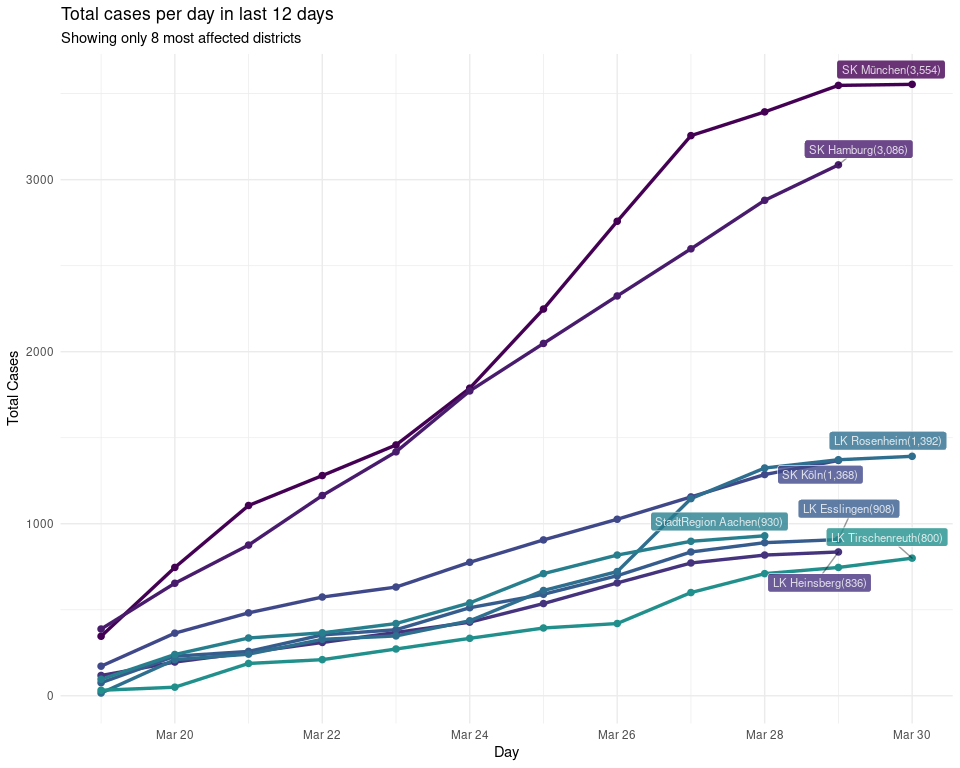 Total cases per day in last 12 days
Showing only 8 most affected districts
SK München(3,554)
SK Hamburg(3,086)
3000
Total Cases
2000
LK Rosenheim(1,392)
SK Köln(1,368)
LK Esslingen(908)
1000
StadtRegion Aachen(930)
LK Tirschenreuth(800)
LK Heinsberg(836)
0
Mar 20 Mar 22 Mar 24 Mar 26 Mar 28 Mar 30
Day